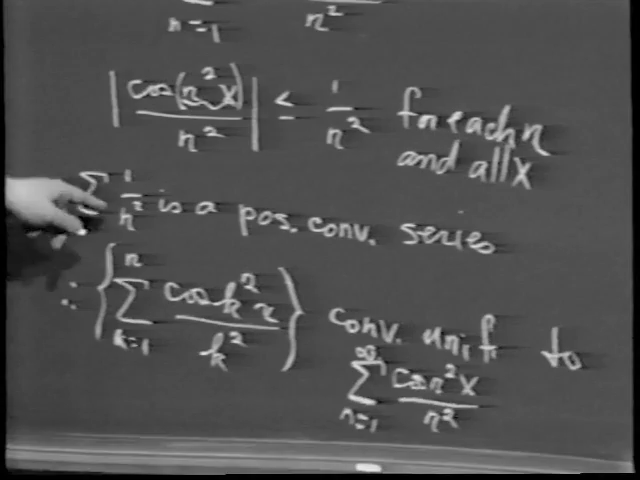 n=1 n²
|cos(n²x)/n²| ≤ 1/n² for each n
and all x
Σ 1/n² is a pos. conv. series
∴ {Σ_{k=1}^{n} cos k²x / k²} conv. unif to
Σ_{n=1}^{∞} cos n²x / n²